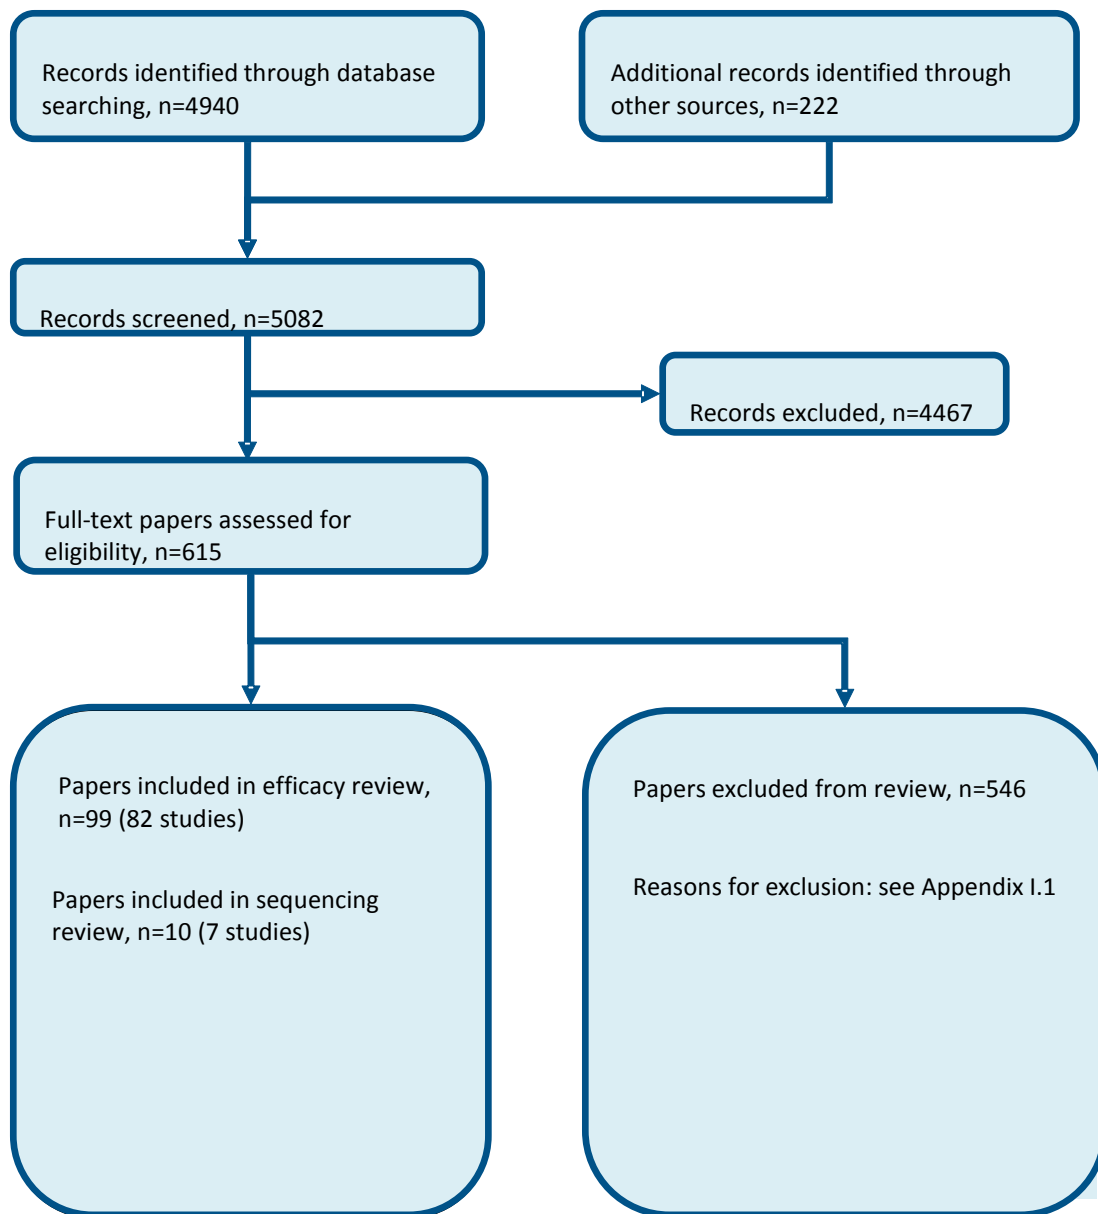 Records identified through database
searching, n=4940
Additional records identified through
other sources, n=222
Records screened, n=5082
Records excluded, n=4467
Full-text papers assessed for
eligibility, n=615
Papers included in efficacy review,
n=99 (82 studies)
Papers included in sequencing
review, n=10 (7 studies)
Papers excluded from review, n=546
Reasons for exclusion: see Appendix I.1